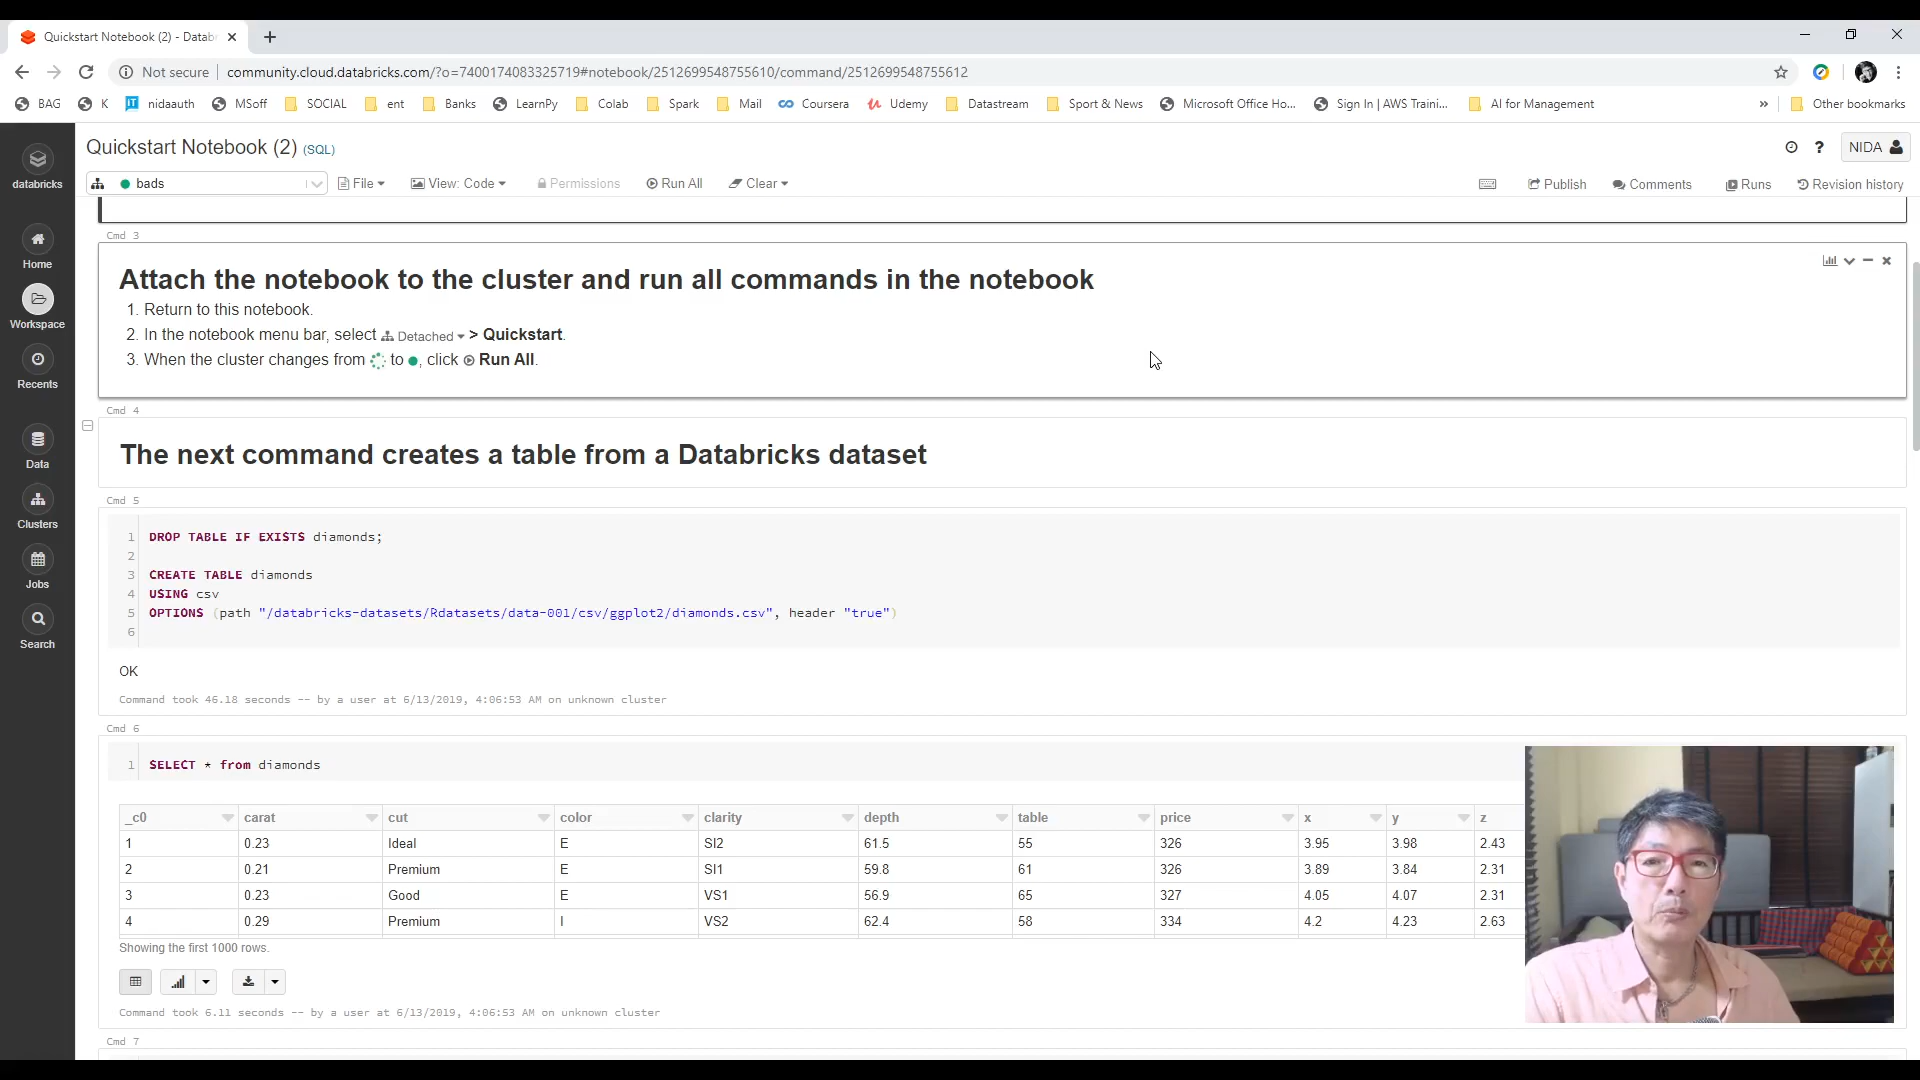 Quickstart Notebook (2) - Datab
Not secure
community.cloud.databricks.com/?o=7400174083325719#notebook/2512699548755610/command/2512699548755612
BAG K nidaauth MSoff SOCIAL ent Banks LearnPy Colab Spark Mail Coursera Udemy Datastream Sport & News Microsoft Office Ho... Sign In | AWS Traini... AI for Management » Other bookmarks
databricks
Home
Workspace
Recents
Data
Clusters
Jobs
Search
Quickstart Notebook (2) (SQL)
? NIDA
bads File View: Code Permissions Run All Clear Publish Comments Runs Revision history
Cmd 3
Attach the notebook to the cluster and run all commands in the notebook
1. Return to this notebook.
2. In the notebook menu bar, select Detached > Quickstart.
3. When the cluster changes from to , click Run All.
Cmd 4
The next command creates a table from a Databricks dataset
Cmd 5
1 DROP TABLE IF EXISTS diamonds;
2
3 CREATE TABLE diamonds
4 USING csv
5 OPTIONS (path "/databricks-datasets/Rdatasets/data-001/csv/ggplot2/diamonds.csv", header "true")
6
OK
Command took 46.18 seconds -- by a user at 6/13/2019, 4:06:53 AM on unknown cluster
Cmd 6
1 SELECT * from diamonds
_c0 carat cut color clarity depth table price x y z
1 0.23 Ideal E SI2 61.5 55 326 3.95 3.98 2.43
2 0.21 Premium E SI1 59.8 61 326 3.89 3.84 2.31
3 0.23 Good E VS1 56.9 65 327 4.05 4.07 2.31
4 0.29 Premium I VS2 62.4 58 334 4.2 4.23 2.63
Showing the first 1000 rows.
Command took 6.11 seconds -- by a user at 6/13/2019, 4:06:53 AM on unknown cluster
Cmd 7